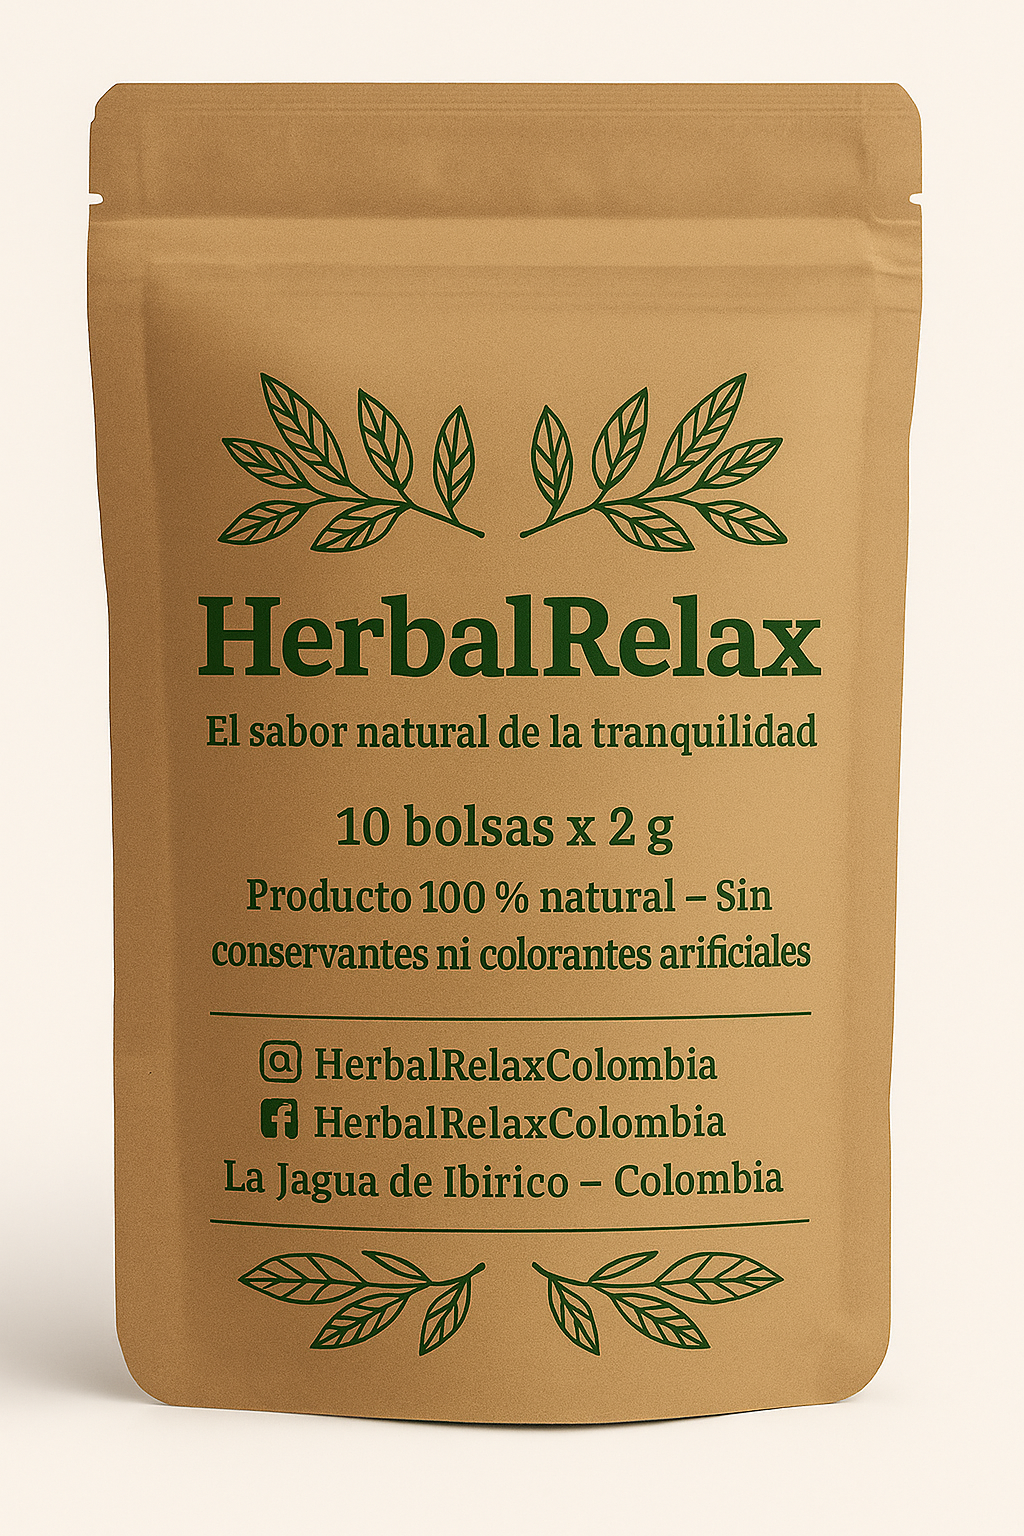 HerbalRelax
El sabor natural de la tranquilidad
10 bolsas x 2 g
Producto 100 % natural – Sin
conservantes ni colorantes arificiales
HerbalRelaxColombia
HerbalRelaxColombia
La Jagua de Ibirico – Colombia